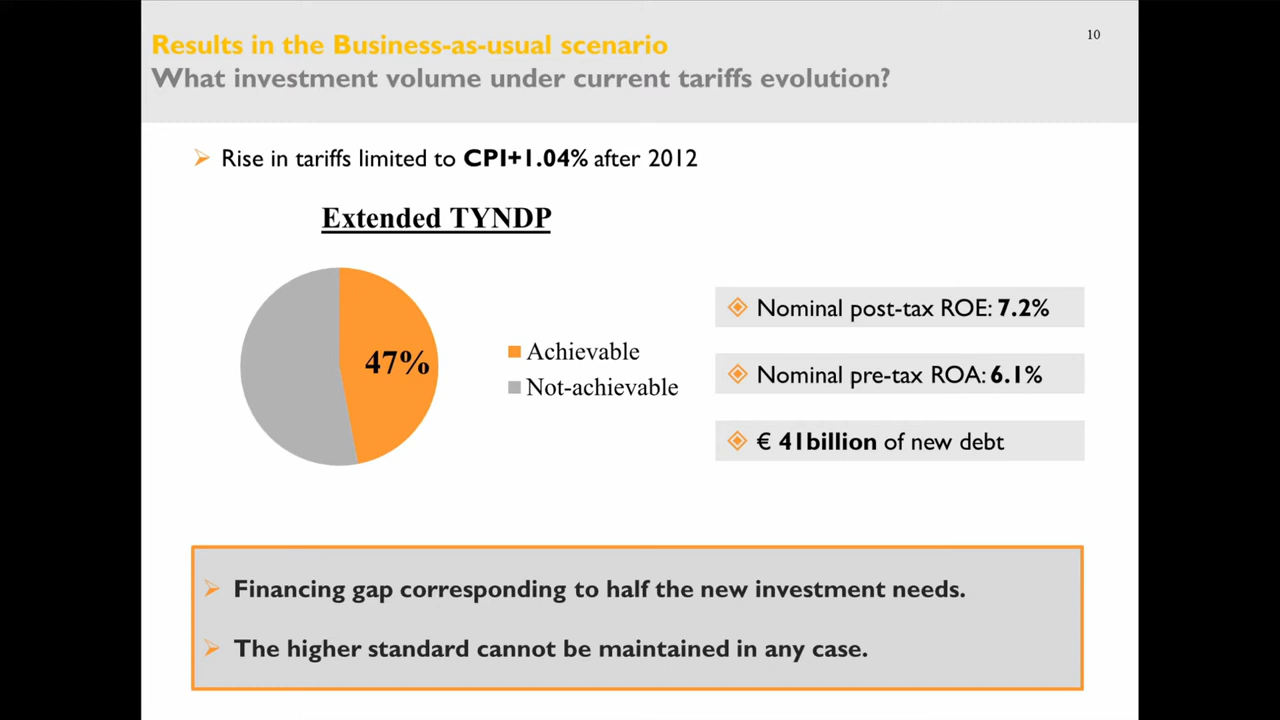 Results in the Business-as-usual scenario
10
What investment volume under current tariffs evolution?
Rise in tariffs limited to CPI+1.04% after 2012
Extended TYNDP
47%
Achievable
Not-achievable
Nominal post-tax ROE: 7.2%
Nominal pre-tax ROA: 6.1%
€ 41billion of new debt
Financing gap corresponding to half the new investment needs.
The higher standard cannot be maintained in any case.